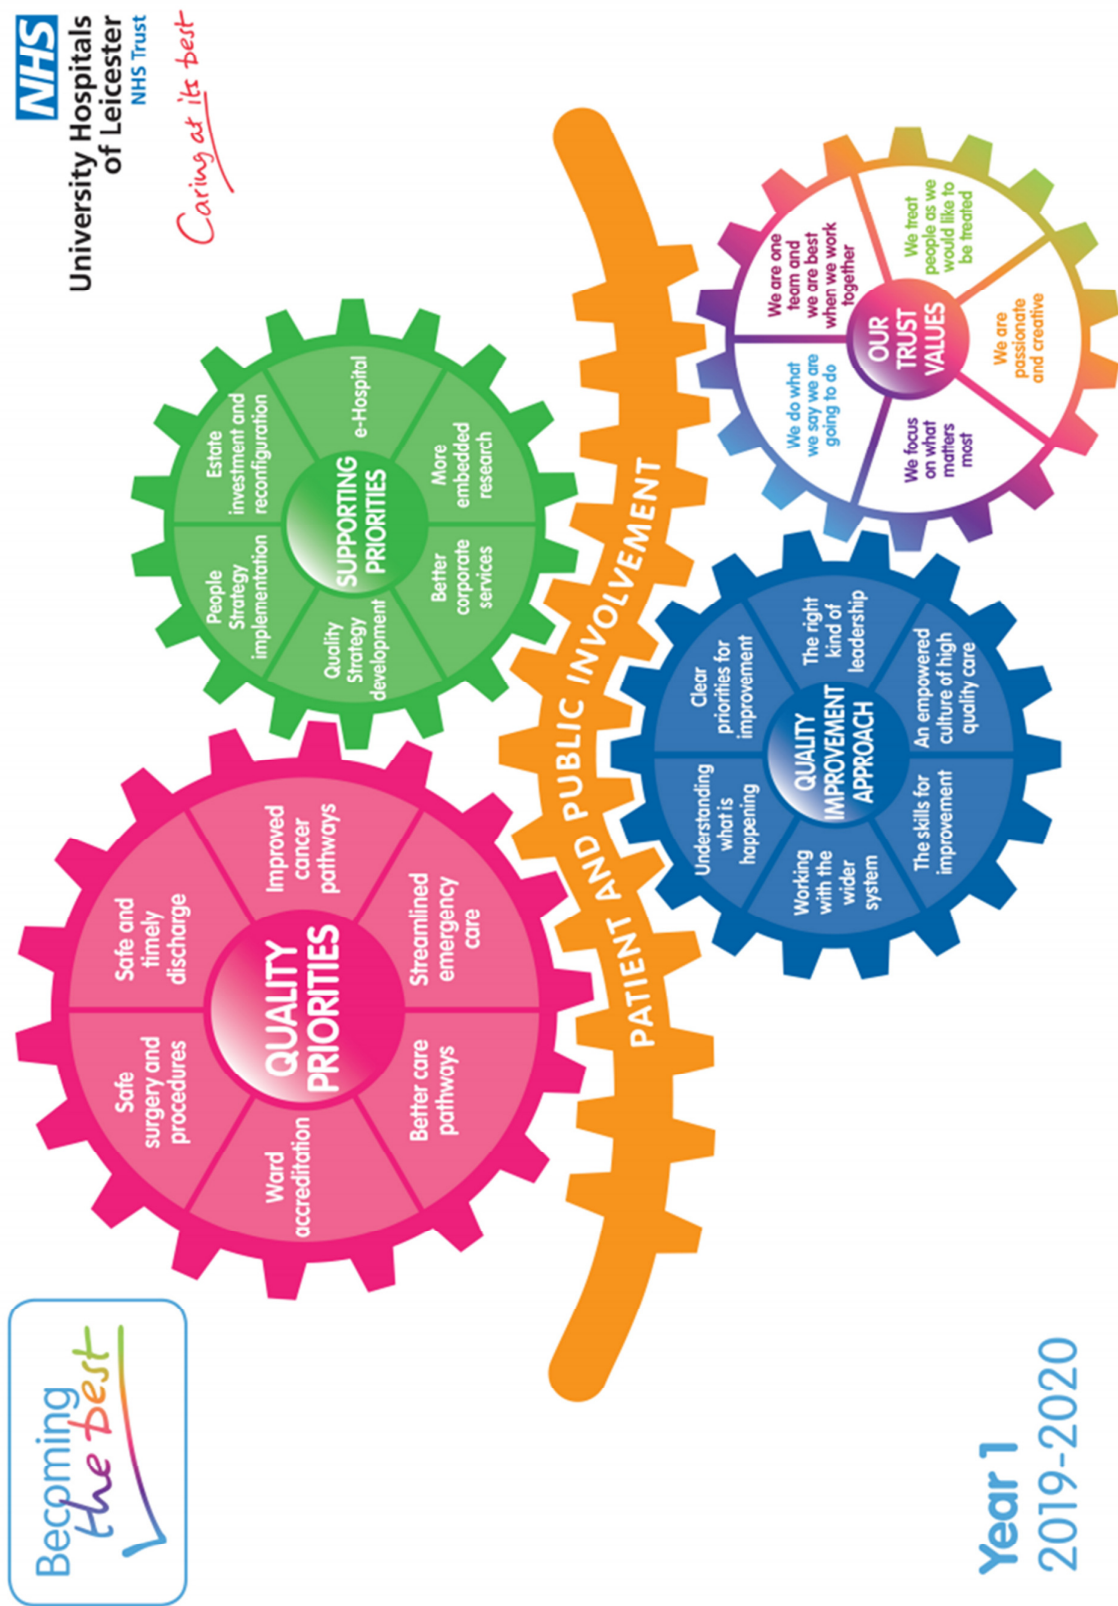 Becoming
the best
NHS
University Hospitals
of Leicester
NHS Trust
Caring at its best
QUALITY
PRIORITIES
Safe
surgery and
procedures
Safe and
timely
discharge
Improved
cancer
pathways
Streamlined
emergency
care
Better care
pathways
Ward
accreditation
SUPPORTING
PRIORITIES
People
Strategy
implementation
Estate
investment and
reconfiguration
e-Hospital
More
embedded
research
Better
corporate
services
Quality
Strategy
development
PATIENT AND PUBLIC INVOLVEMENT
QUALITY
IMPROVEMENT
APPROACH
Understanding
what is
happening
Clear
priorities for
improvement
The right
kind of
leadership
An empowered
culture of high
quality care
The skills for
improvement
Working
with the
wider
system
OUR
TRUST
VALUES
We do what
we say we are
going to do
We are one
team and
we are best
when we work
together
We treat
people as we
would like to
be treated
We are
passionate
and creative
We focus
on what
matters
most
Year 1
2019-2020